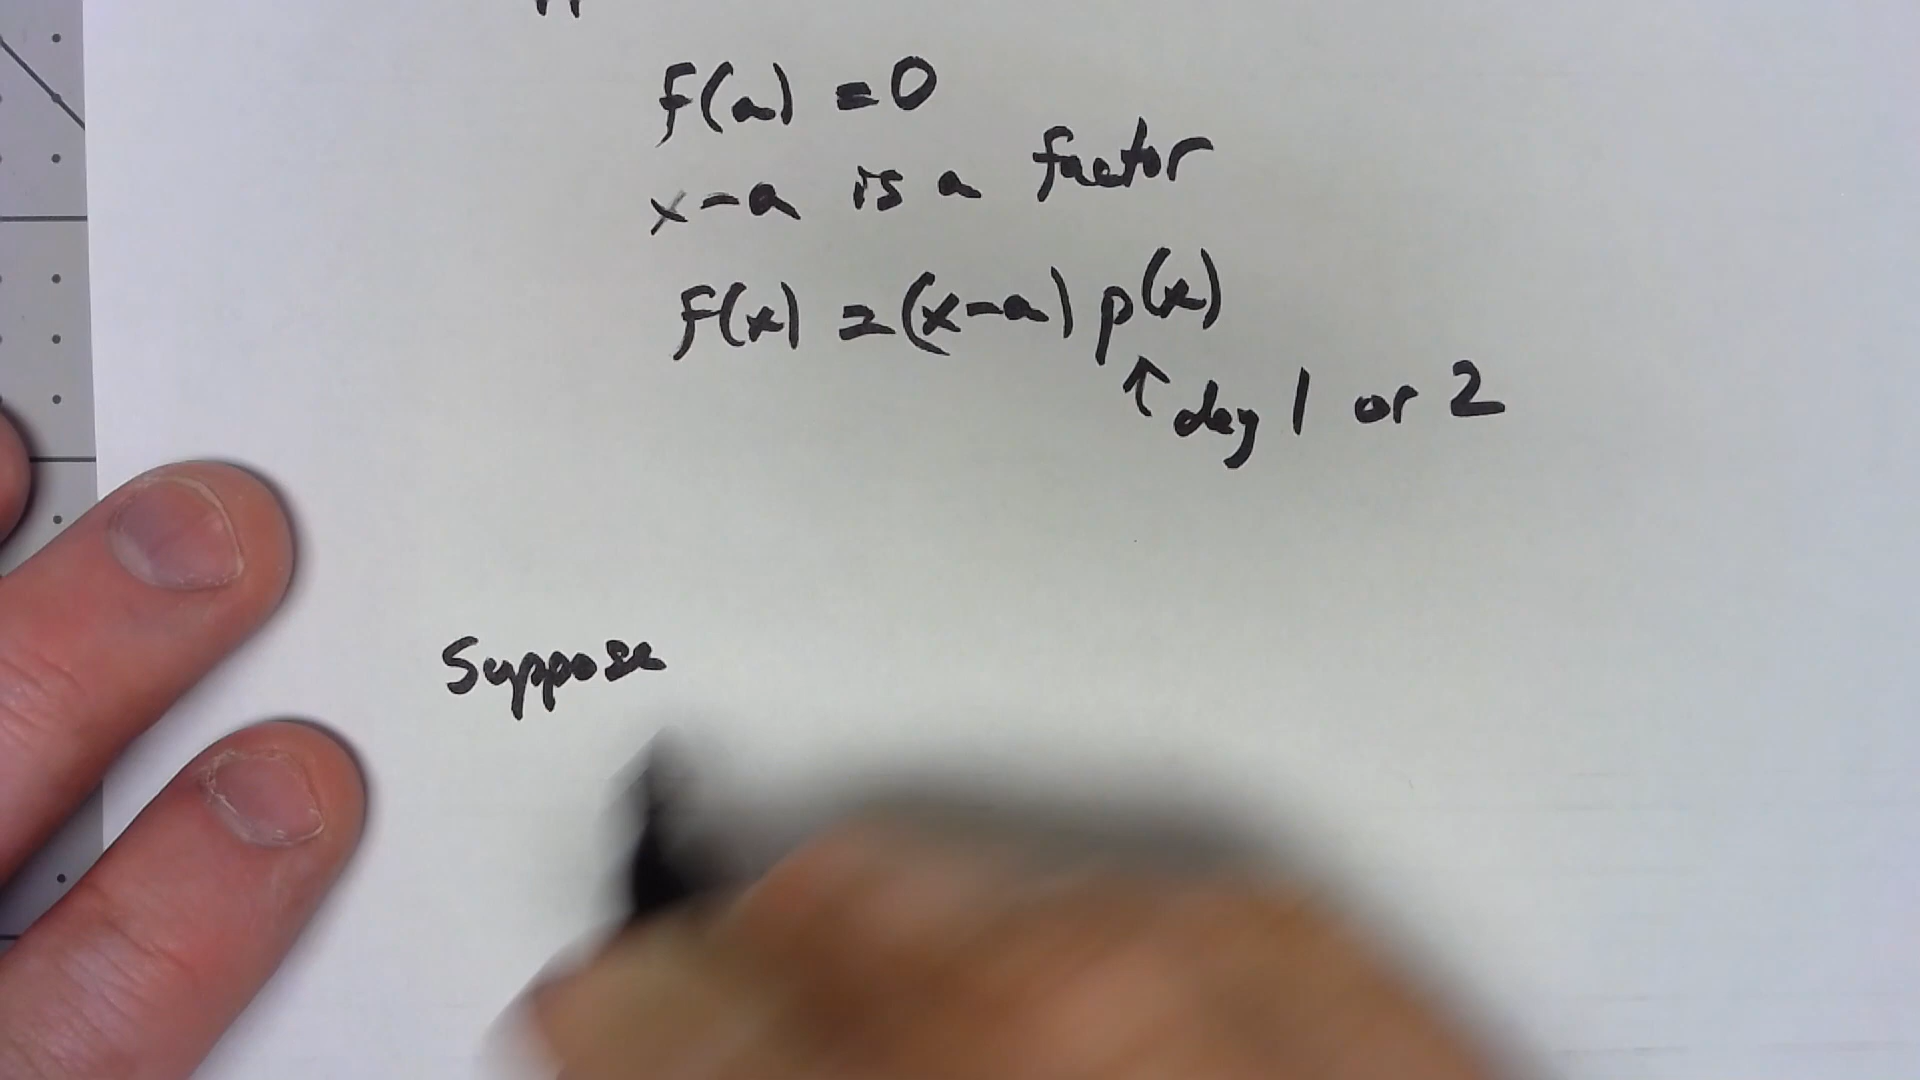 f(a) = 0
x-a is a factor
f(x) = (x-a) p(x)
↑ deg 1 or 2
Suppose